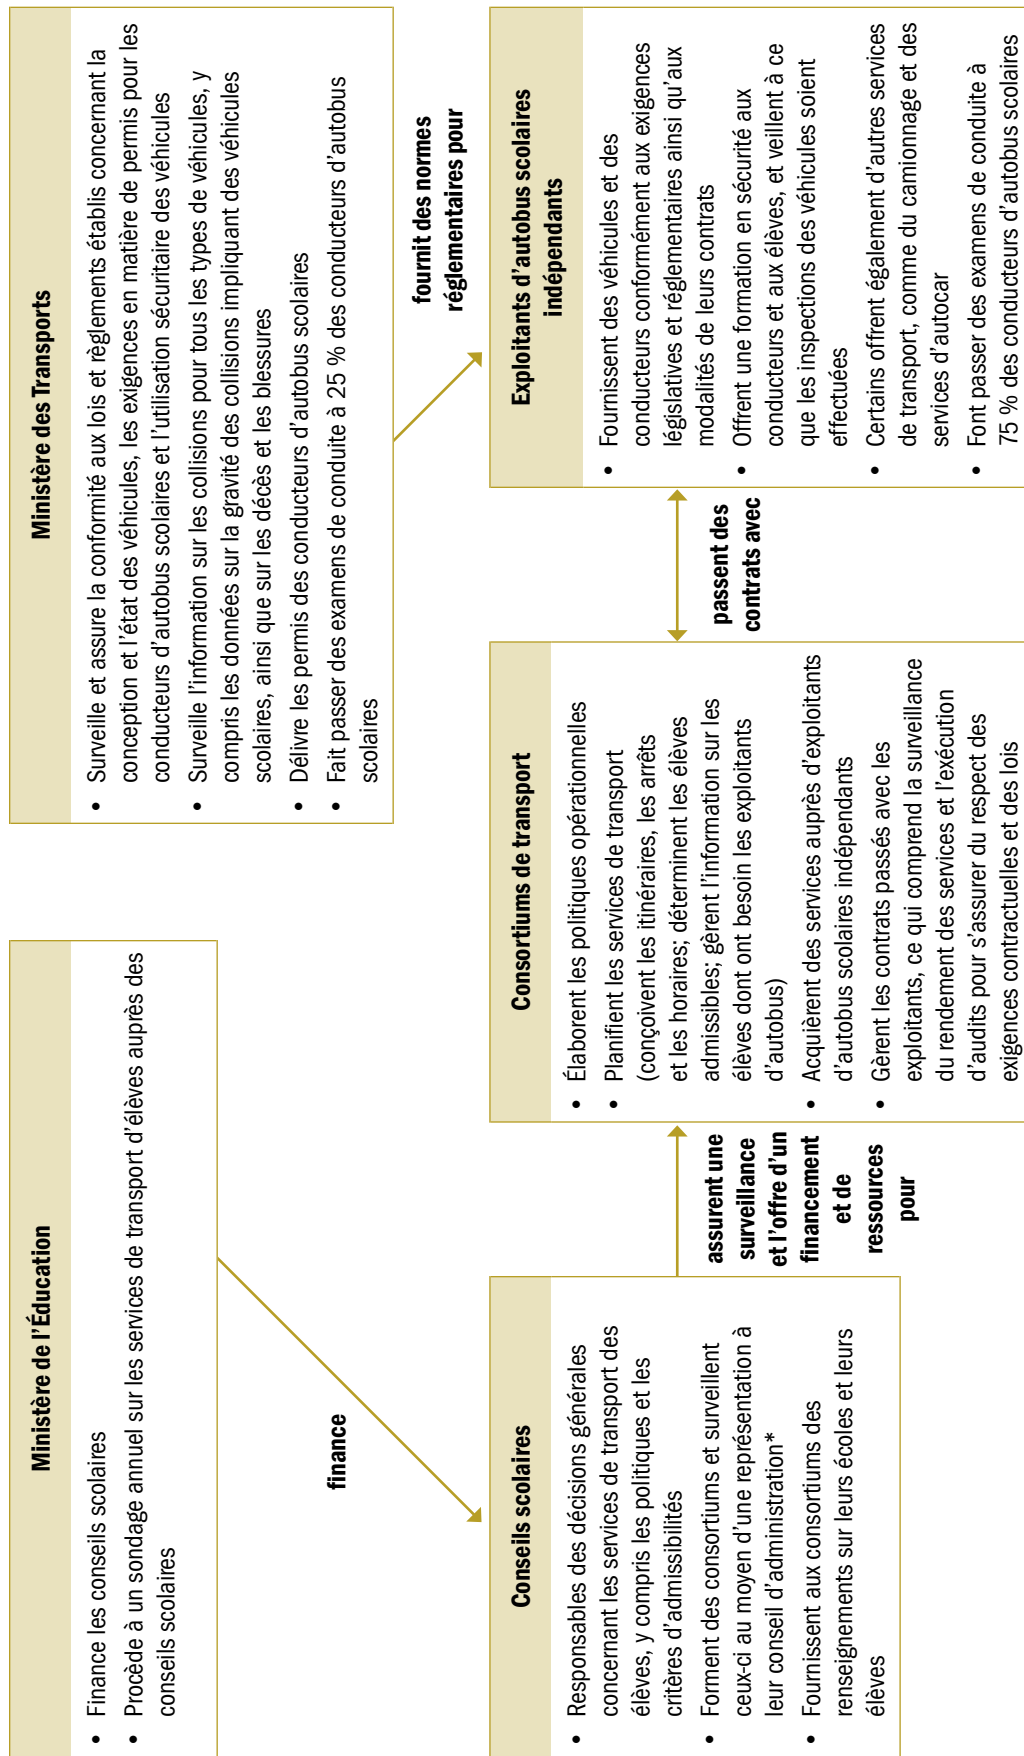 Ministère de l'Éducation
• Finance les conseils scolaires
• Procède à un sondage annuel sur les services de transport d'élèves auprès des
conseils scolaires
Ministère des Transports
• Surveille et assure la conformité aux lois et règlements établis concernant la
conception et l'état des véhicules, les exigences en matière de permis pour les
conducteurs d'autobus scolaires et l'utilisation sécuritaire des véhicules
• Surveille l'information sur les collisions pour tous les types de véhicules, y
compris les données sur la gravité des collisions impliquant des véhicules
scolaires, ainsi que sur les décès et les blessures
• Délivre les permis des conducteurs d'autobus scolaires
• Fait passer des examens de conduite à 25 % des conducteurs d'autobus
scolaires
finance
fournit des normes
réglementaires pour
Conseils scolaires
• Responsables des décisions générales
concernant les services de transport des
élèves, y compris les politiques et les
critères d'admissibilités
• Forment des consortiums et surveillent
ceux-ci au moyen d'une représentation à
leur conseil d'administration*
• Fournissent aux consortiums des
renseignements sur leurs écoles et leurs
élèves
assurent une
surveillance
et l'offre d'un
financement
et de
ressources
pour
Consortiums de transport
• Élaborent les politiques opérationnelles
• Planifient les services de transport
(conçoivent les itinéraires, les arrêts
et les horaires; déterminent les élèves
admissibles; gèrent l'information sur les
élèves dont ont besoin les exploitants
d'autobus)
• Acquièrent des services auprès d'exploitants
d'autobus scolaires indépendants
• Gèrent les contrats passés avec les
exploitants, ce qui comprend la surveillance
du rendement des services et l'exécution
d'audits pour s'assurer du respect des
exigences contractuelles et des lois
passent des
contrats avec
Exploitants d'autobus scolaires
indépendants
• Fournissent des véhicules et des
conducteurs conformément aux exigences
législatives et réglementaires ainsi qu'aux
modalités de leurs contrats
• Offrent une formation en sécurité aux
conducteurs et aux élèves, et veillent à ce
que les inspections des véhicules soient
effectuées
• Certains offrent également d'autres services
de transport, comme du camionnage et des
services d'autocar
• Font passer des examens de conduite à
75 % des conducteurs d'autobus scolaires